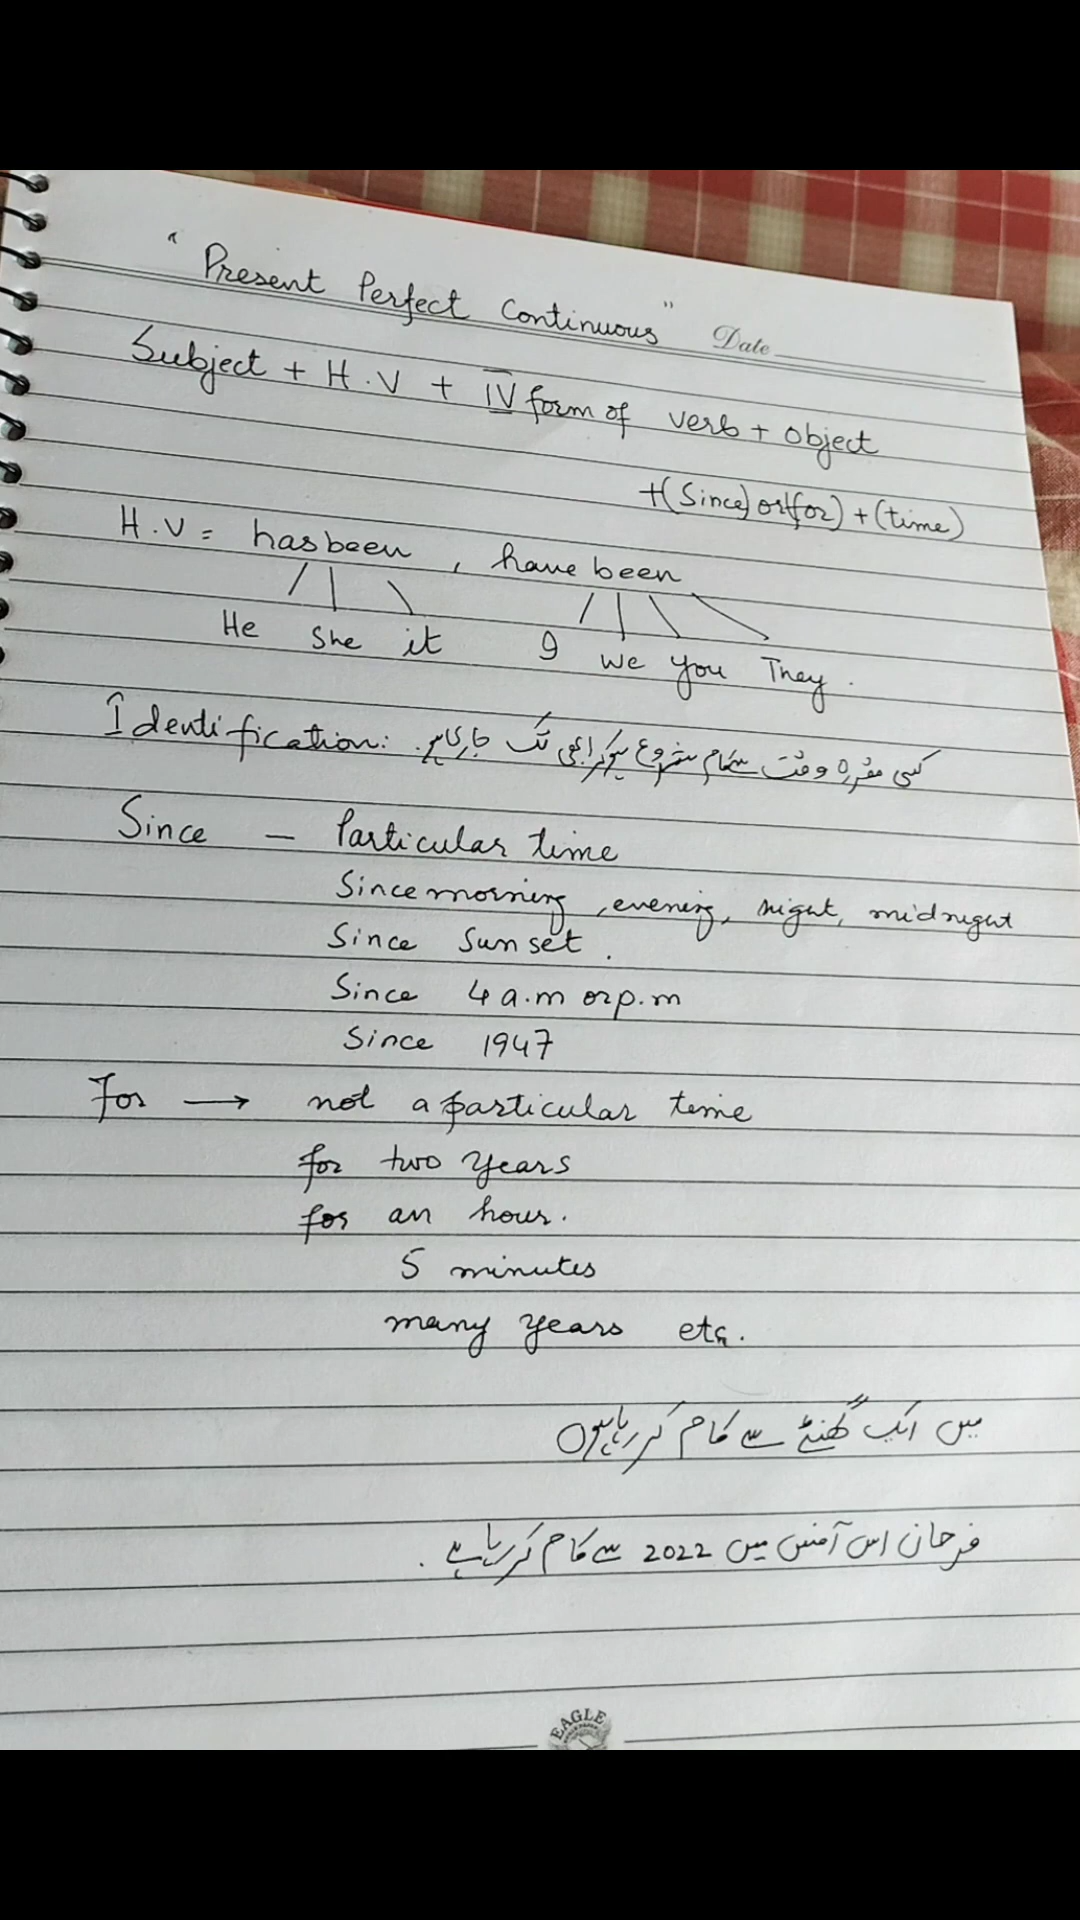 "Present Perfect Continuous"
Date
Subject + H.V + IV form of verb + object
+(Since) or (for) + (time)
H.V = has been , have been
He She it I we you They.
Identification: کسی مقررہ وقت سے کام شروع ہوکر ابھی تک جاری ہے.
Since — Particular time
Since morning, evening, night, midnight
Since Sunset.
Since 4 a.m or p.m
Since 1947
For → not a particular time
for two years
for an hour.
5 minutes
many years etc.
میں ایک گھنٹے سے کام کر رہا ہوں
فرحان اس آفس میں 2022 سے کام کر رہا ہے.
EAGLE